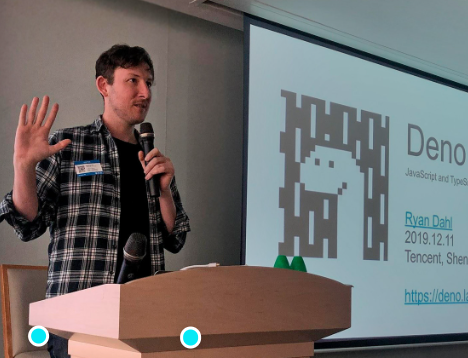 Deno
JavaScript and TypeS
Ryan Dahl
2019.12.11
Tencent, Shen
https://deno.la